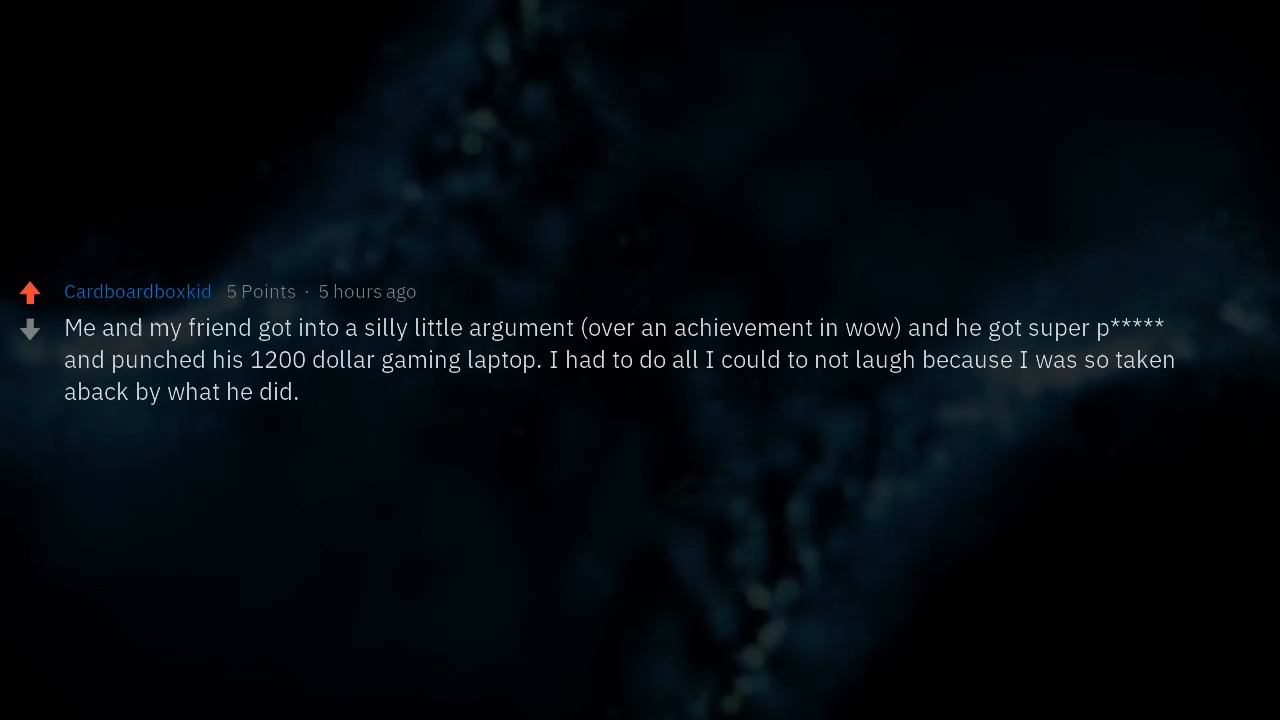 Cardboardboxkid 5 Points · 5 hours ago
Me and my friend got into a silly little argument (over an achievement in wow) and he got super p*****
and punched his 1200 dollar gaming laptop. I had to do all I could to not laugh because I was so taken
aback by what he did.